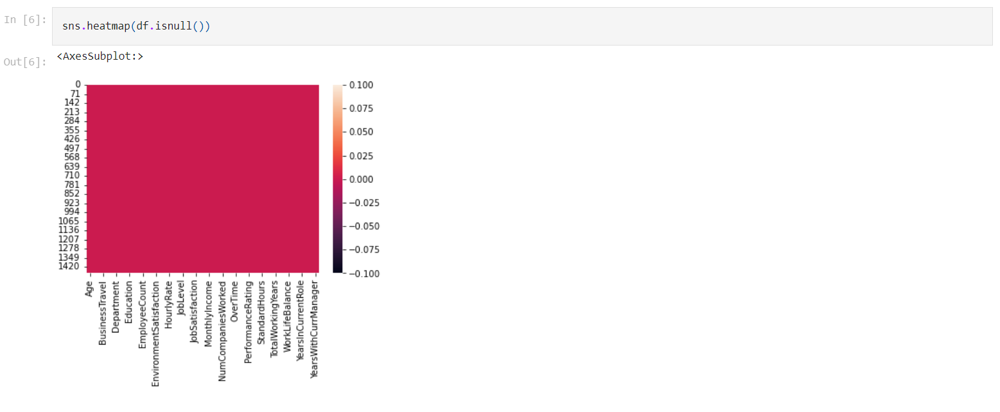 In [6]:
sns.heatmap(df.isnull())
Out[6]:
<AxesSubplot:>
0
71
142
213
284
355
426
497
568
639
710
781
852
923
994
1065
1136
1207
1278
1349
1420
0.100
0.075
0.050
0.025
0.000
−0.025
−0.050
−0.075
−0.100
Age
BusinessTravel
Department
Education
EmployeeCount
EnvironmentSatisfaction
HourlyRate
JobLevel
JobSatisfaction
MonthlyIncome
NumCompaniesWorked
OverTime
PerformanceRating
StandardHours
TotalWorkingYears
WorkLifeBalance
YearsInCurrentRole
YearsWithCurrManager